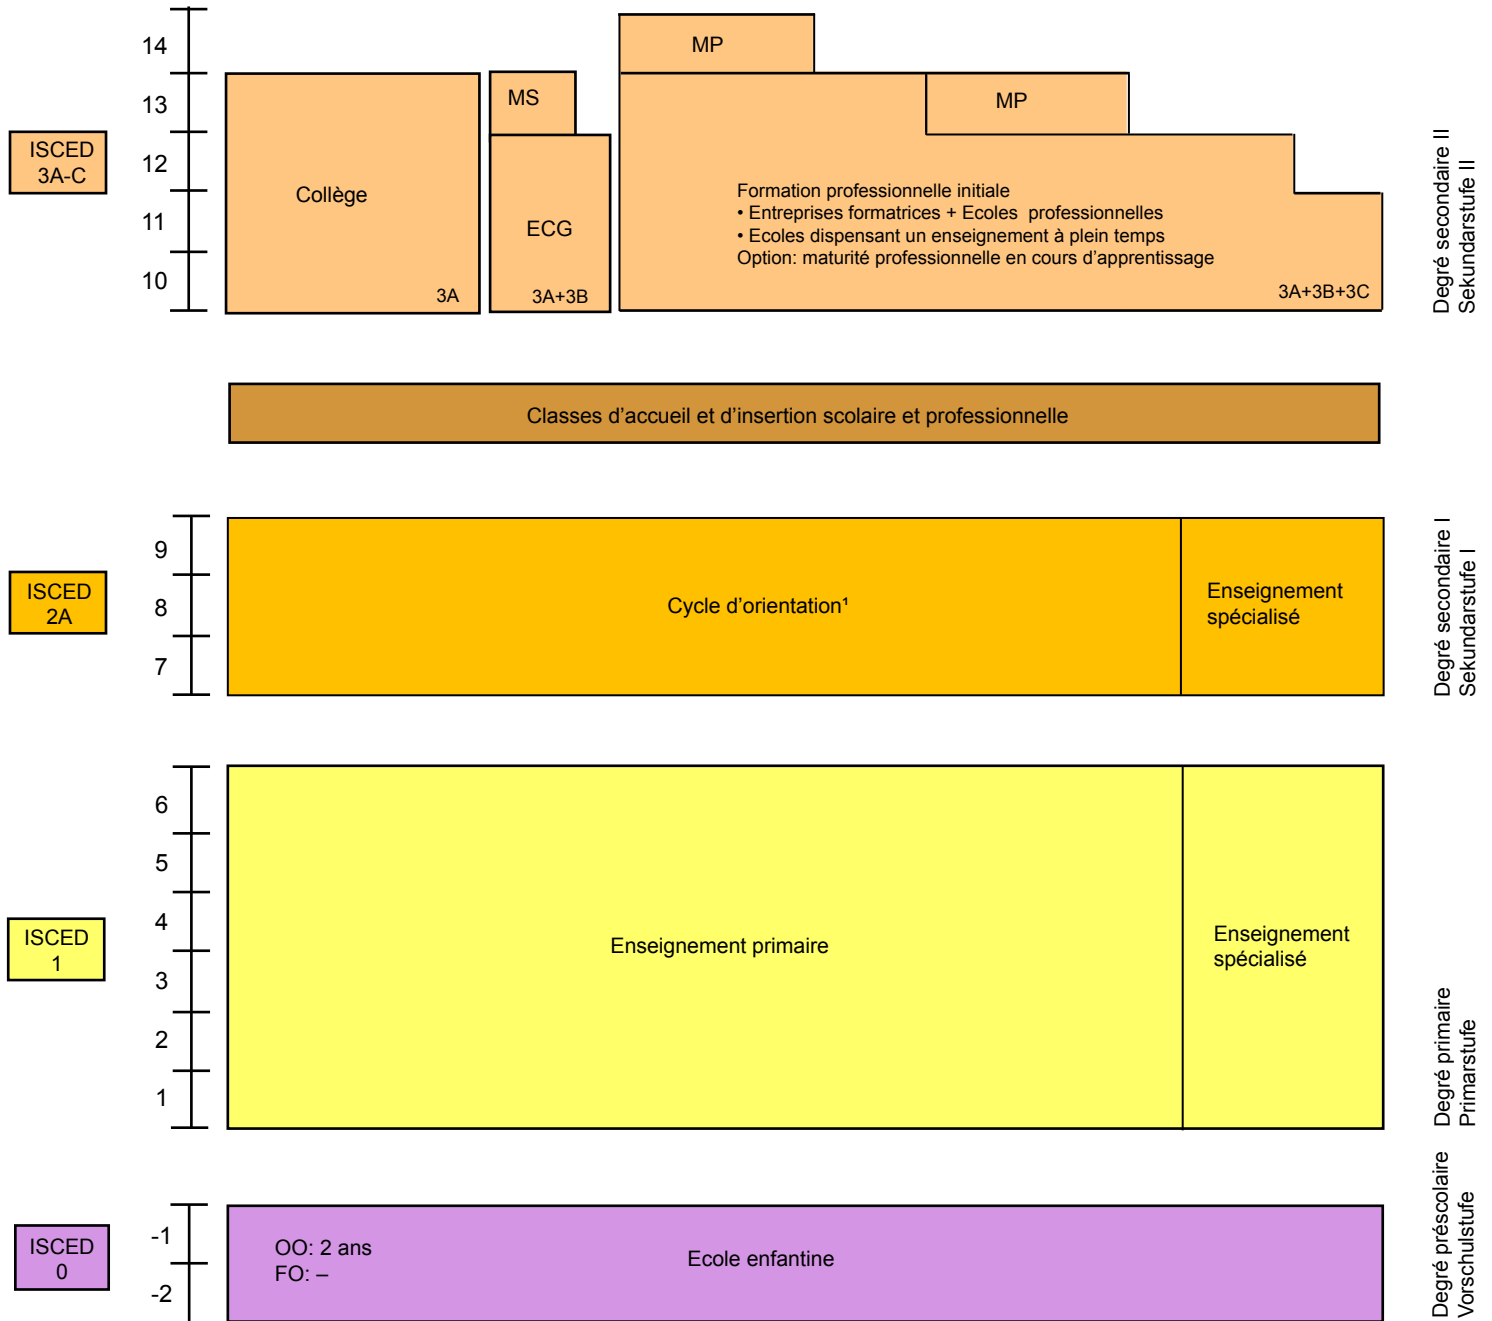 14
MP
13
MS
MP
ISCED
3A-C
12
Collège
Formation professionnelle initiale
• Entreprises formatrices + Ecoles professionnelles
• Ecoles dispensant un enseignement à plein temps
Option: maturité professionnelle en cours d’apprentissage
11
ECG
10
3A
3A+3B
3A+3B+3C
Degré secondaire II
Sekundarstufe II
Classes d’accueil et d’insertion scolaire et professionnelle
9
ISCED
2A
8
Cycle d’orientation¹
Enseignement
spécialisé
7
Degré secondaire I
Sekundarstufe I
6
5
4
ISCED
1
Enseignement primaire
Enseignement
spécialisé
3
2
1
Degré primaire
Primarstufe
-1
ISCED
0
OO: 2 ans
FO: –
Ecole enfantine
-2
Degré préscolaire
Vorschulstufe